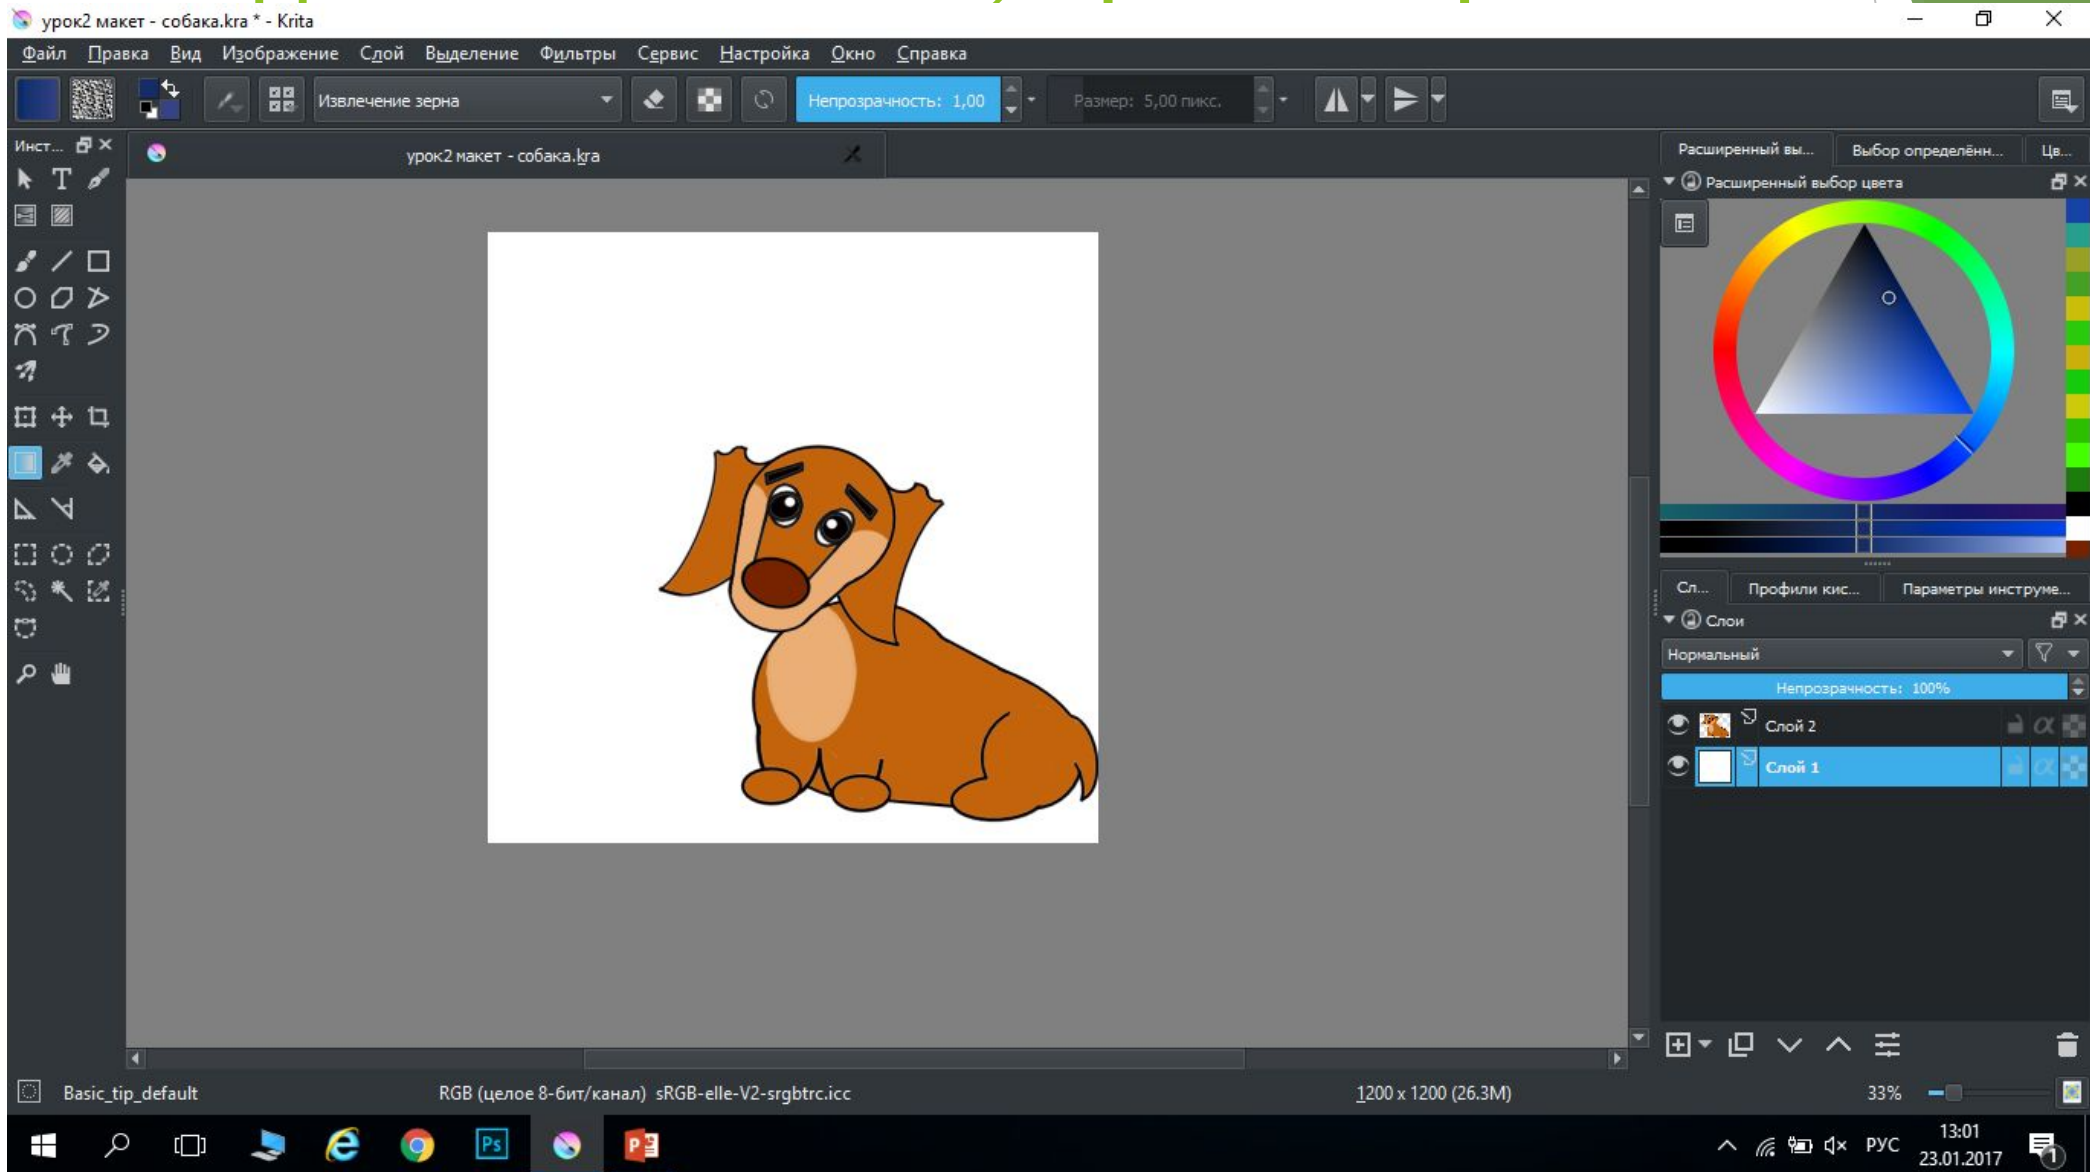 урок2 макет - собака.kra * - Krita
Файл Правка Вид Изображение Слой Выделение Фильтры Сервис Настройка Окно Справка
Извлечение зерна
Непрозрачность: 1,00
Размер: 5,00 пикс.
Инст...
урок2 макет - собака.kra
Расширенный вы...
Выбор определённ...
Цв...
Расширенный выбор цвета
Сл...
Профили кис...
Параметры инструме...
Слои
Нормальный
Непрозрачность: 100%
Слой 2
Слой 1
Basic_tip_default
RGB (целое 8-бит/канал) sRGB-elle-V2-srgbtrc.icc
1200 x 1200 (26.3M)
33%
Ps
РУС
13:01
23.01.2017
1